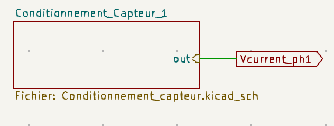 Conditionnement_Capteur_1
out
Vcurrent_ph1
Fichier: Conditionnement_capteur.kicad_sch